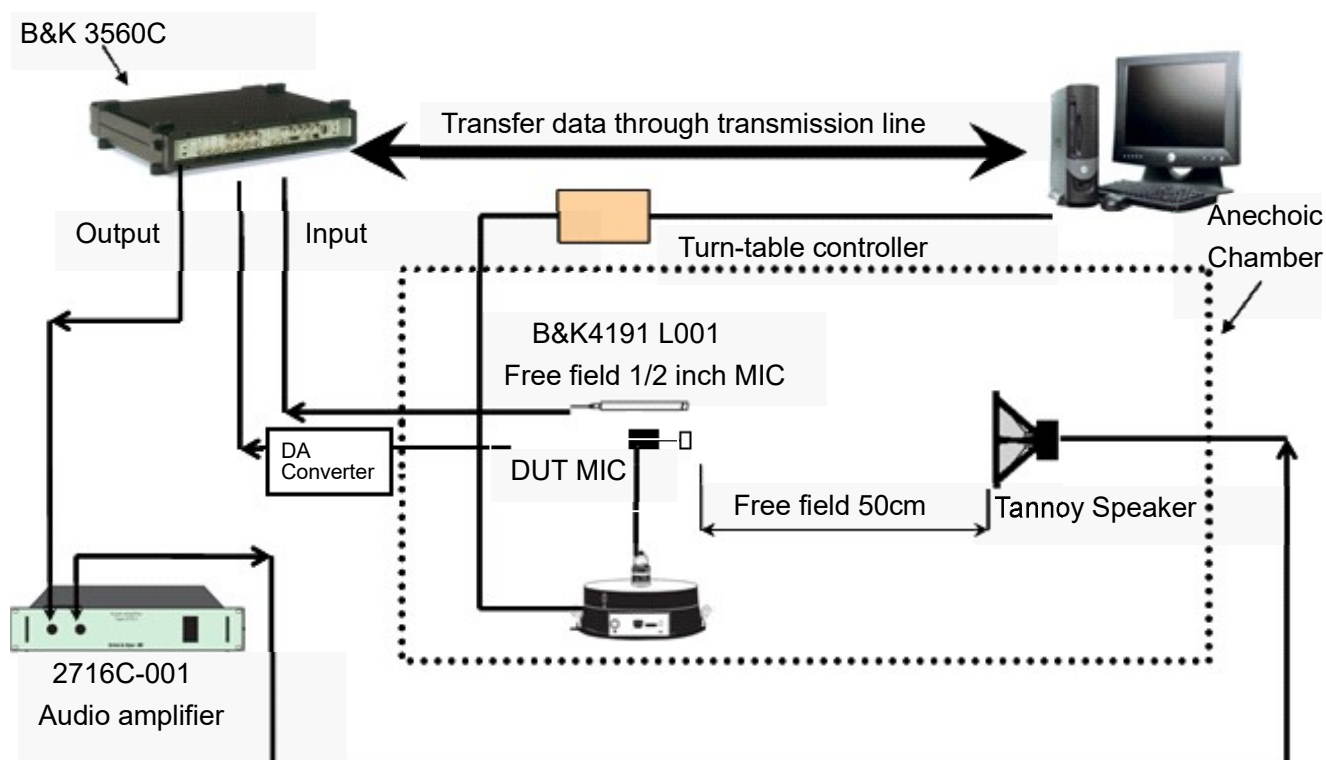 B&K 3560C
Transfer data through transmission line
Output
Input
Turn-table controller
Anechoic
Chamber
B&K4191 L001
Free field 1/2 inch MIC
DA
Converter
DUT MIC
Free field 50cm
Tannoy Speaker
2716C-001
Audio amplifier